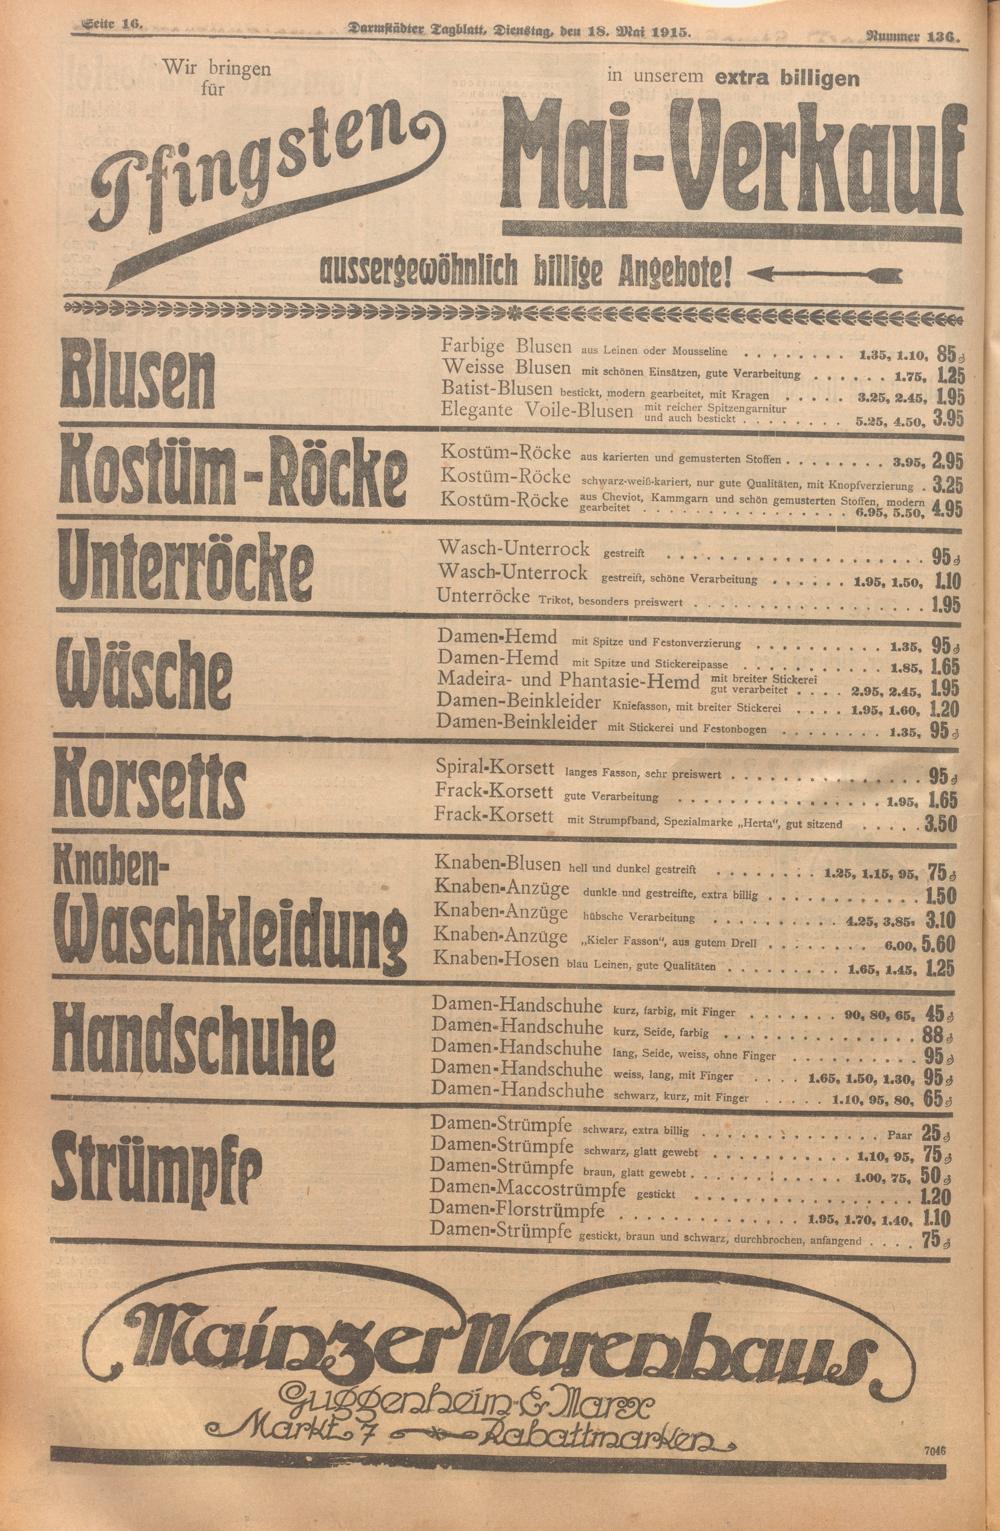 Seite 16.
Darmstädter Tagblatt, Dienstag, den 18. Mai 1915.
Nummer 136.
Wir bringen
für
Pfingsten
in unserem extra billigen
Mai-Verkauf
aussergewöhnlich billige Angebote!
Blusen
Farbige Blusen aus Leinen oder Mousseline . . . . . . . . 1.35, 1.10, 85 ₰
Weisse Blusen mit schönen Einsätzen, gute Verarbeitung . . . . . . 1.75, 1.25
Batist-Blusen bestickt, modern gearbeitet, mit Kragen . . . . . 3.25, 2.45, 1.95
Elegante Voile-Blusen mit reicher Spitzengarnitur
und auch bestickt . . . . . . . . . 5.25, 4.50, 3.95
Kostüm-Röcke
Kostüm-Röcke aus karierten und gemusterten Stoffen . . . . . . . . 3.95, 2.95
Kostüm-Röcke schwarz-weiß-kariert, nur gute Qualitäten, mit Knopfverzierung . 3.25
Kostüm-Röcke aus Cheviot, Kammgarn und schön gemusterten Stoffen, modern
gearbeitet . . . . . . . . . . . . . . . . 6.95, 5.50, 4.95
Unterröcke
Wasch-Unterrock gestreift . . . . . . . . . . . . . . . . . . . . 95 ₰
Wasch-Unterrock gestreift, schöne Verarbeitung . . . . . . 1.95, 1.50, 1.10
Unterröcke Trikot, besonders preiswert . . . . . . . . . . . . . . . . . . 1.95
Wäsche
Damen-Hemd mit Spitze und Festonverzierung . . . . . . . . . . 1.35, 95 ₰
Damen-Hemd mit Spitze und Stickereipasse . . . . . . . . . . . 1.85, 1.65
Madeira- und Phantasie-Hemd mit breiter Stickerei
gut verarbeitet . . . . 2.95, 2.45, 1.95
Damen-Beinkleider Kniefasson, mit breiter Stickerei . . . . 1.95, 1.60, 1.20
Damen-Beinkleider mit Stickerei und Festonbogen . . . . . . . . 1.35, 95 ₰
Korsetts
Spiral-Korsett langes Fasson, sehr preiswert . . . . . . . . . . . . . . . 95 ₰
Frack-Korsett gute Verarbeitung . . . . . . . . . . . . . . . . 1.95, 1.65
Frack-Korsett mit Strumpfband, Spezialmarke „Herta“, gut sitzend . . . . . 3.50
Knaben-
Waschkleidung
Knaben-Blusen hell und dunkel gestreift . . . . . . . . 1.25, 1.15, 95, 75 ₰
Knaben-Anzüge dunkle und gestreifte, extra billig . . . . . . . . . . . . 1.50
Knaben-Anzüge hübsche Verarbeitung . . . . . . . . . . . 4.25, 3.85, 3.10
Knaben-Anzüge „Kieler Fasson“, aus gutem Drell . . . . . . . . 6.00, 5.60
Knaben-Hosen blau Leinen, gute Qualitäten . . . . . . . . 1.65, 1.45, 1.25
Handschuhe
Damen-Handschuhe kurz, farbig, mit Finger . . . . . . . 90, 80, 65, 45 ₰
Damen-Handschuhe kurz, Seide, farbig . . . . . . . . . . . . . . . . 88 ₰
Damen-Handschuhe lang, Seide, weiss, ohne Finger . . . . . . . . . . 95 ₰
Damen-Handschuhe weiss, lang, mit Finger . . . . 1.65, 1.50, 1.30, 95 ₰
Damen-Handschuhe schwarz, kurz, mit Finger . . . . . 1.10, 95, 80, 65 ₰
Strümpfe
Damen-Strümpfe schwarz, extra billig . . . . . . . . . . . . . . Paar 25 ₰
Damen-Strümpfe schwarz, glatt gewebt . . . . . . . . . . 1.10, 95, 75 ₰
Damen-Strümpfe braun, glatt gewebt . . . . . . . . . . . . 1.00, 75, 50 ₰
Damen-Maccostrümpfe gestickt . . . . . . . . . . . . . . . . . 1.20
Damen-Florstrümpfe . . . . . . . . . . . . . 1.95, 1.70, 1.40, 1.10
Damen-Strümpfe gestickt, braun und schwarz, durchbrochen, anfangend . . . . 75 ₰
Mainzer Warenhaus
Guggenheim & Marx
Markt 7 Rabattmarken
7046